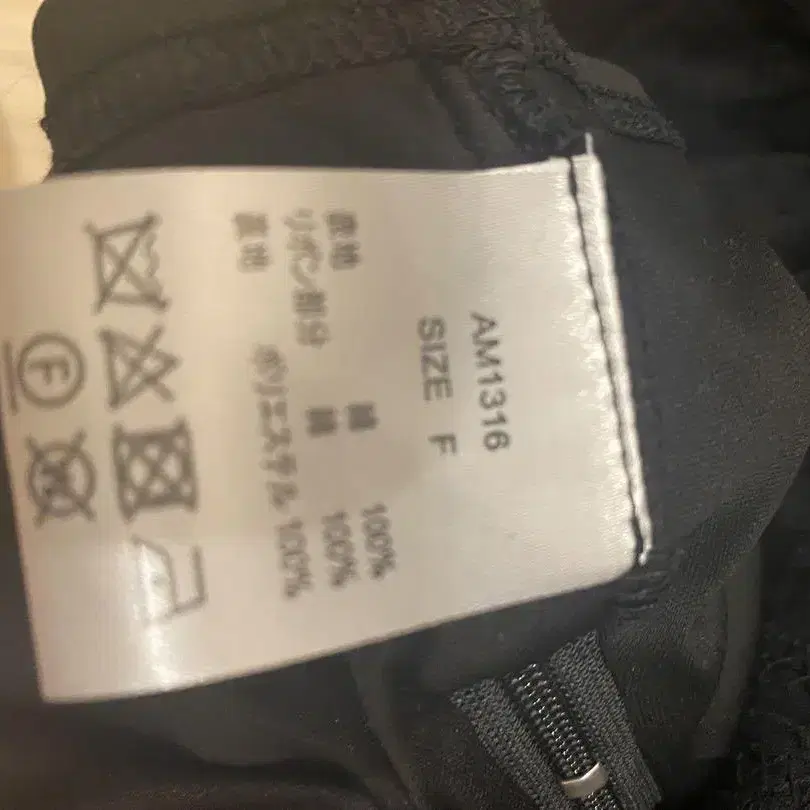 AM1316
SIZE F
表地 綿 100%
リボン部分 綿 100%
裏地 ポリエステル 100%
F W